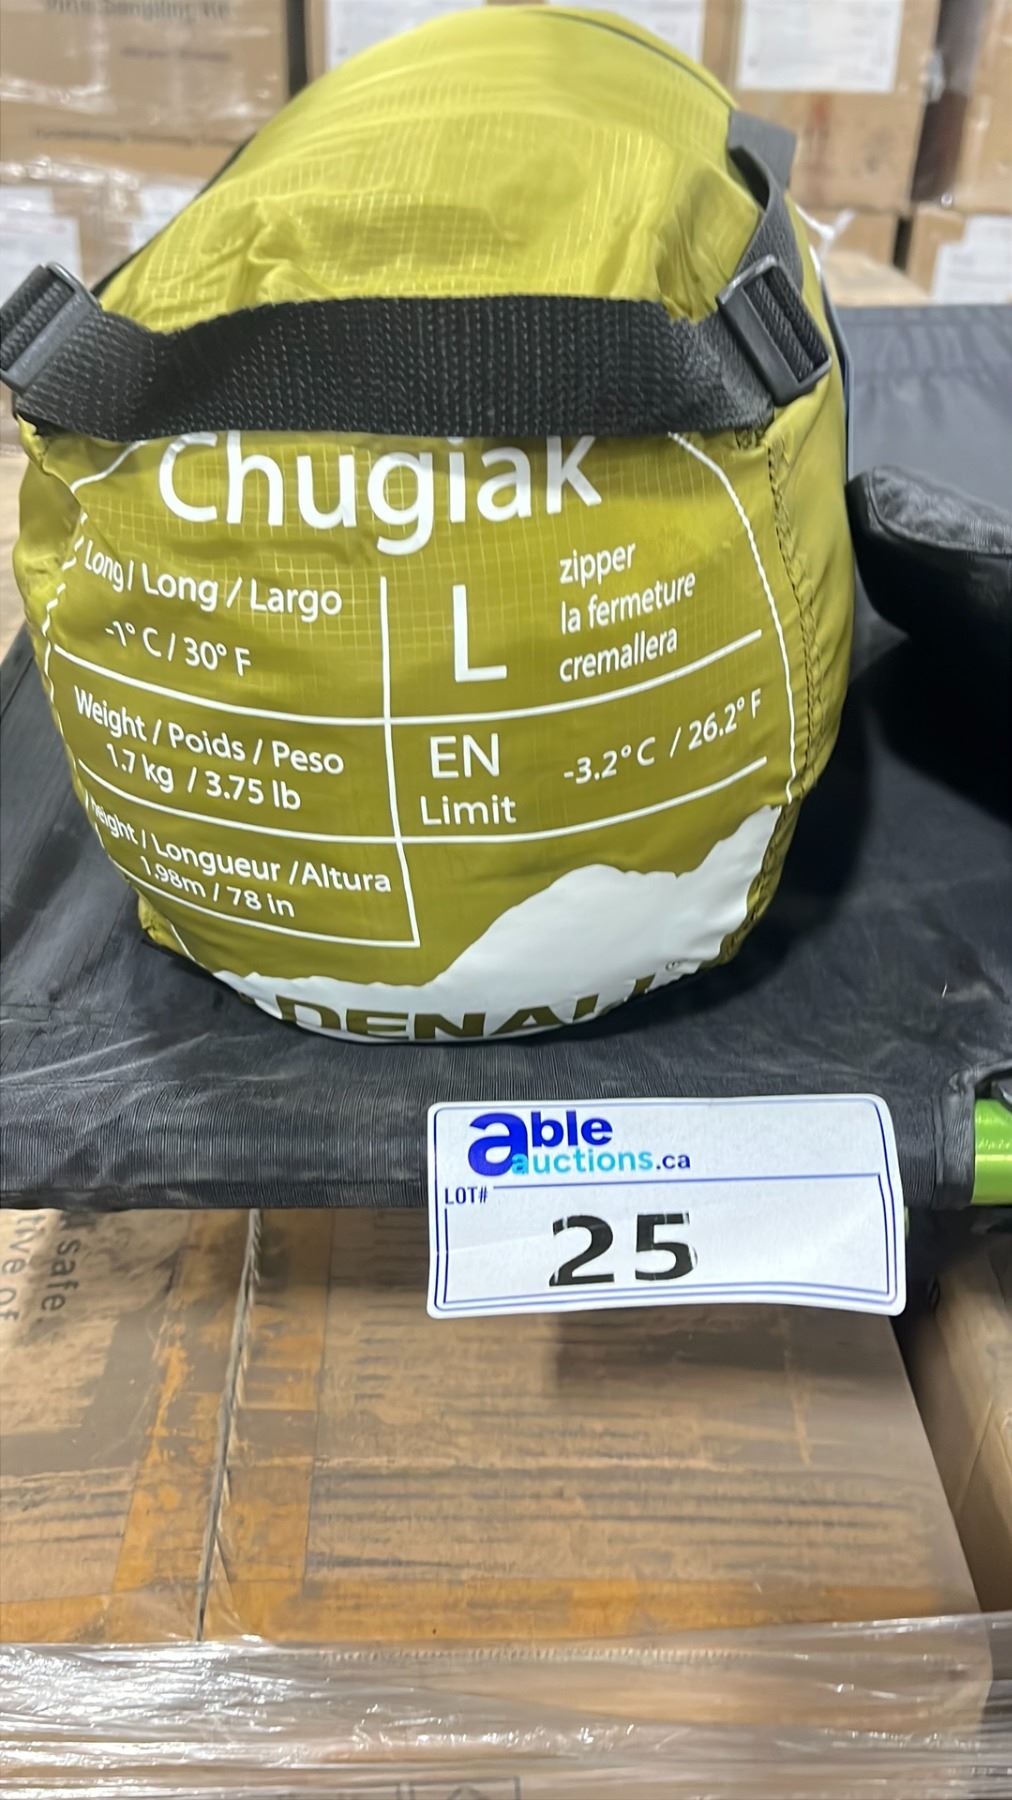 Chugiak
Long / Long / Largo
-1° C / 30° F
L
zipper
la fermeture
cremallera
Weight / Poids / Peso
1.7 kg / 3.75 lb
EN
Limit
-3.2° C / 26.2° F
/ Longueur / Altura
1.98m / 78 in
DENALI
able
auctions.ca
LOT#
25
safe.